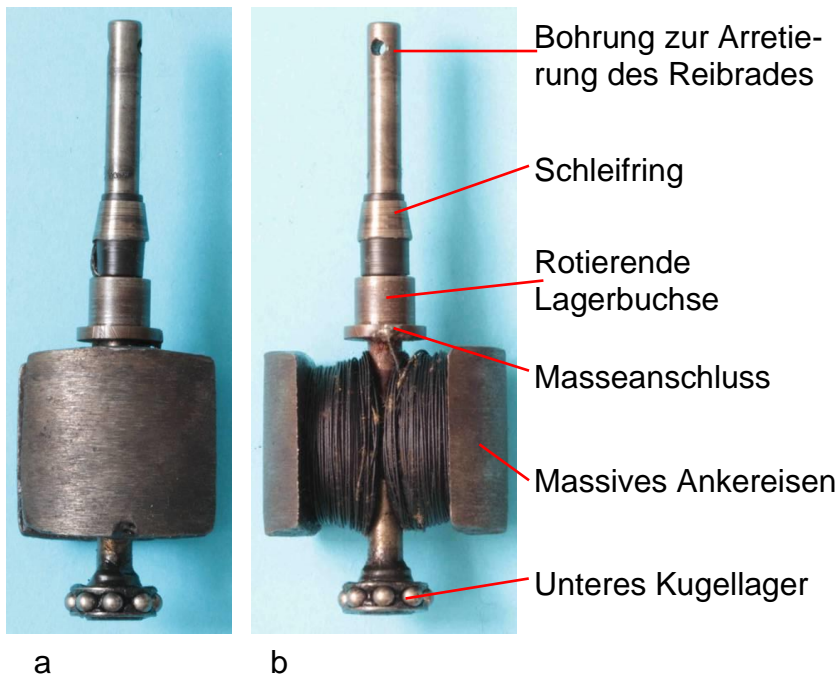 Bohrung zur Arretie-
rung des Reibrades
Schleifring
Rotierende
Lagerbuchse
Masseanschluss
Massives Ankereisen
Unteres Kugellager
a
b